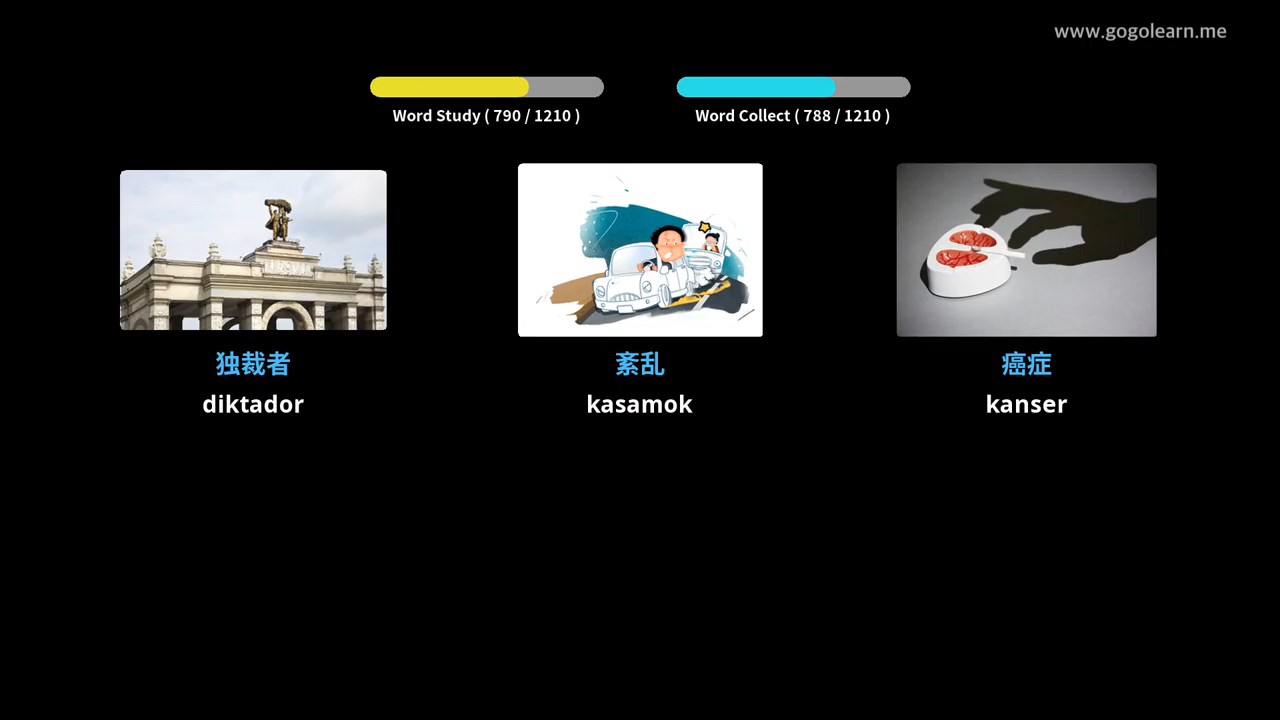 www.gogolearn.me
Word Study ( 790 / 1210 )
Word Collect ( 788 / 1210 )
独裁者
diktador
紊乱
kasamok
癌症
kanser